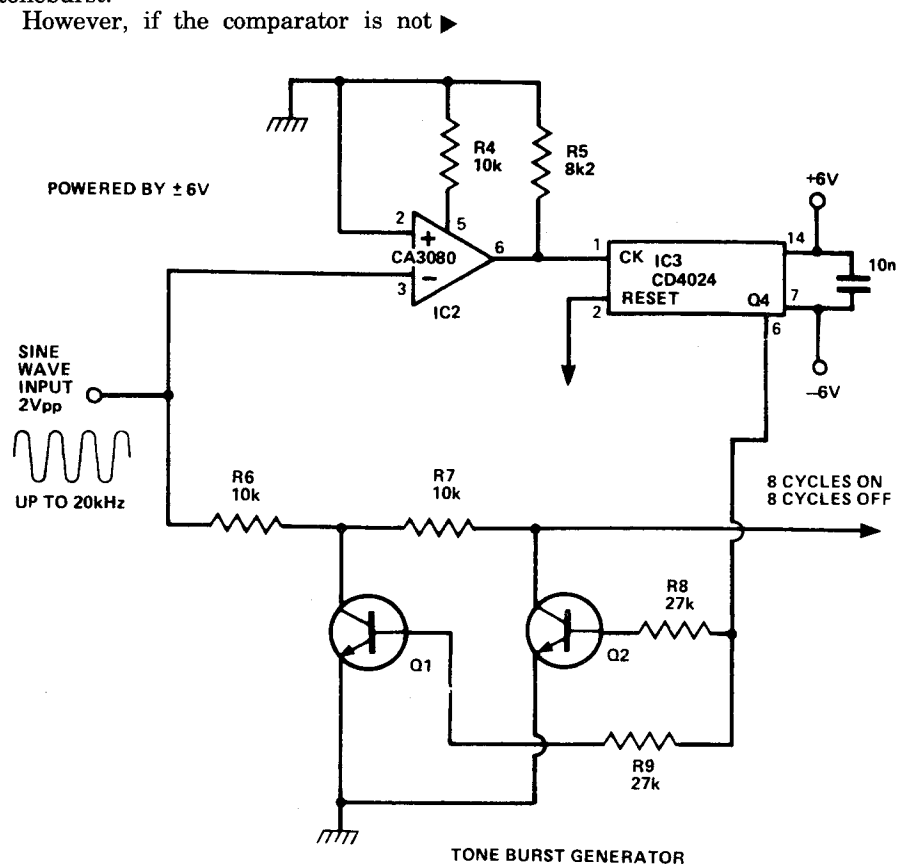 toneburst.
However, if the comparator is not ▶
POWERED BY ± 6V
R4
10k
R5
8k2
+6V
2
+
5
CA3080
6
−
3
IC2
1
CK IC3
CD4024
RESET
Q4
2
14
7
6
10n
−6V
SINE
WAVE
INPUT
2Vpp
UP TO 20kHz
R6
10k
R7
10k
8 CYCLES ON
8 CYCLES OFF
Q1
Q2
R8
27k
R9
27k
TONE BURST GENERATOR